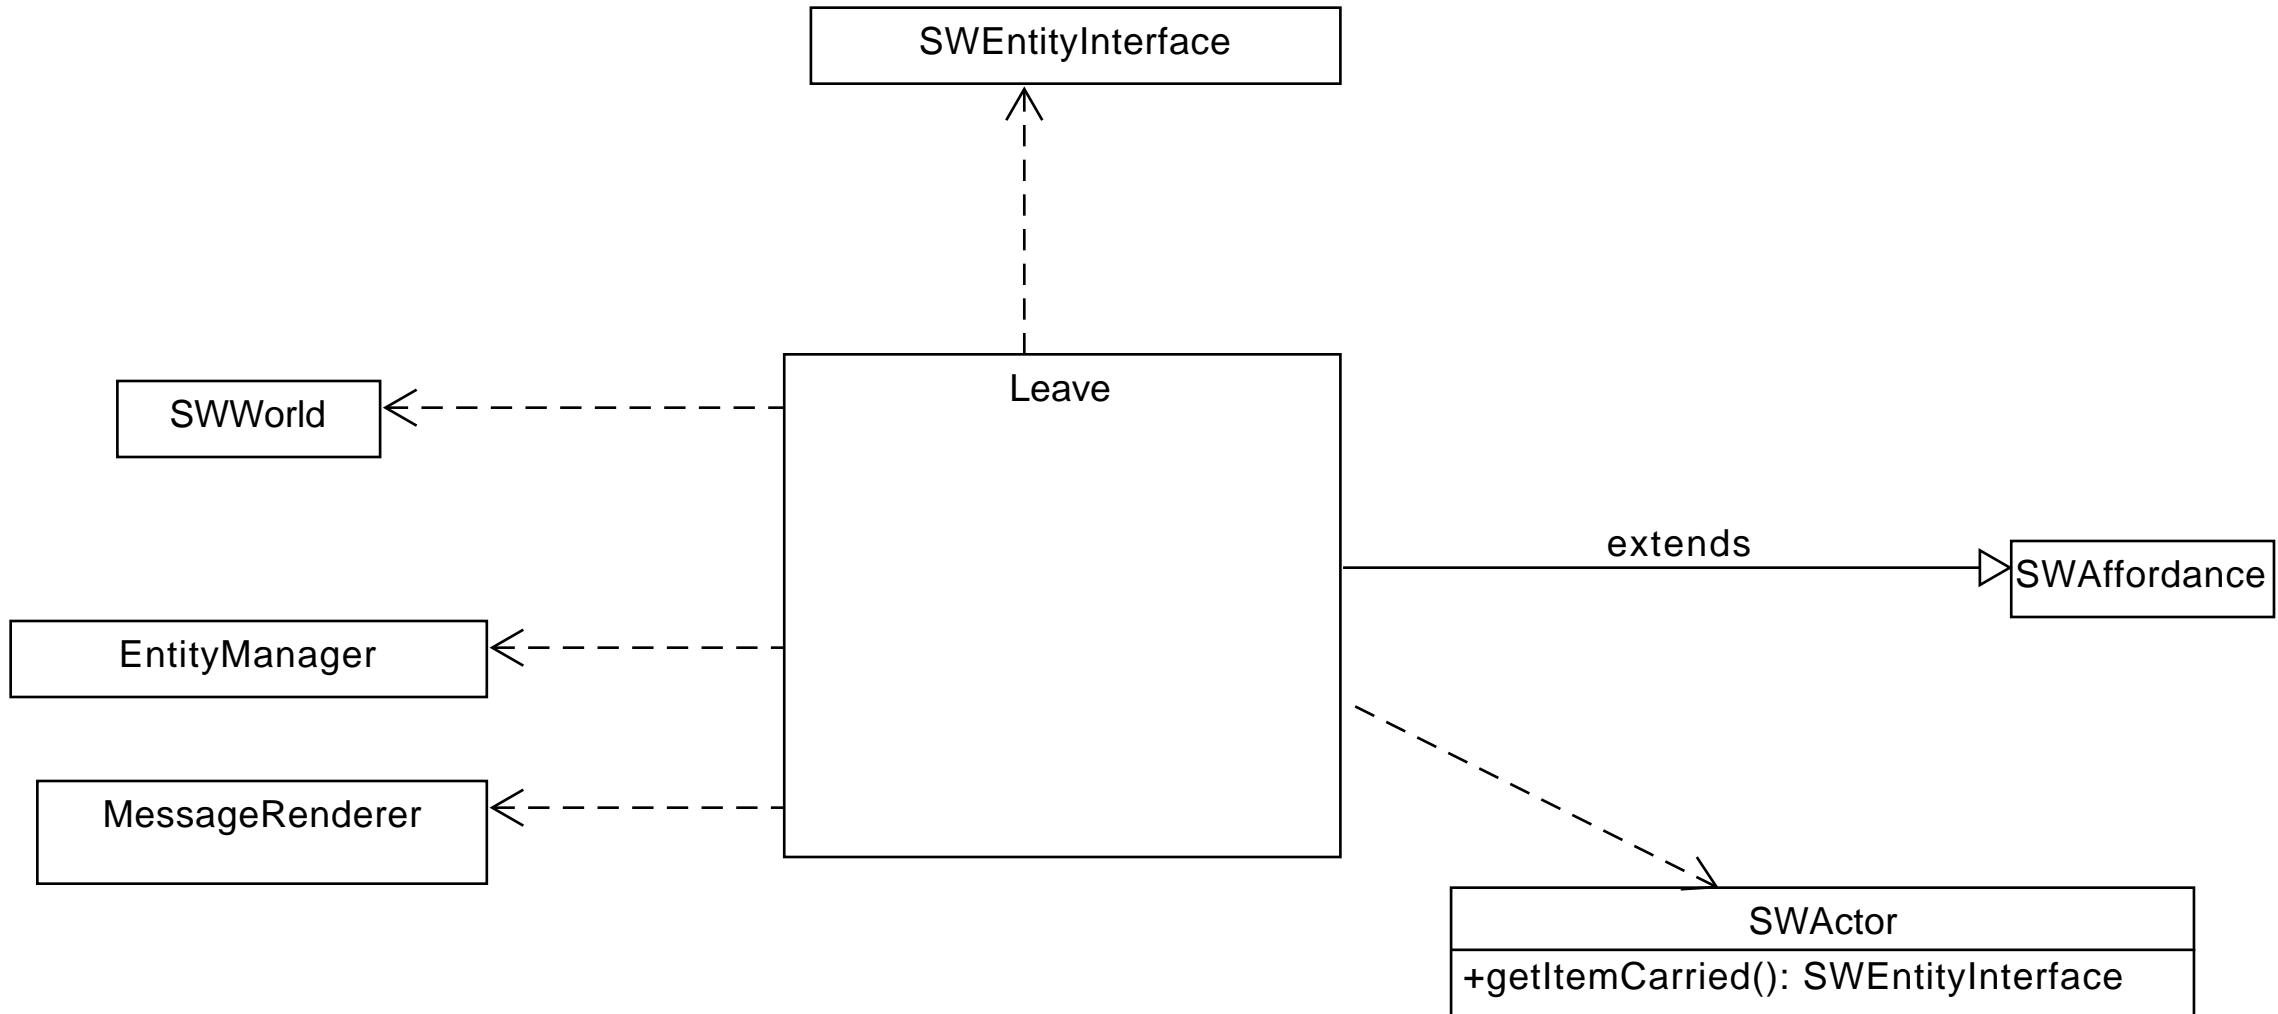 SWEntityInterface
Leave
SWWorld
extends
SWAffordance
EntityManager
MessageRenderer
SWActor
+getItemCarried(): SWEntityInterface